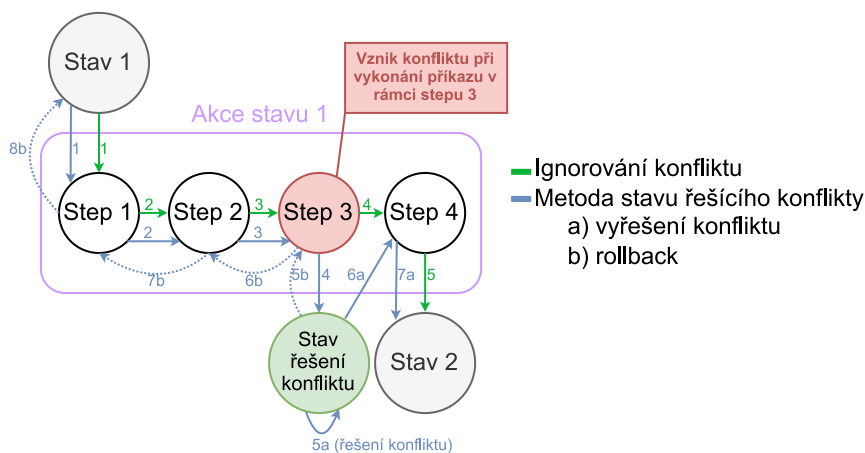 Stav 1
Vznik konfliktu při
vykonání příkazu v
rámci stepu 3
Akce stavu 1
8b
1
1
Step 1
2
Step 2
3
Step 3
4
Step 4
2
3
7b
6b
5b
4
6a
7a
5
Stav
řešení
konfliktu
Stav 2
5a (řešení konfliktu)
Ignorování konfliktu
Metoda stavu řešícího konflikty
a) vyřešení konfliktu
b) rollback